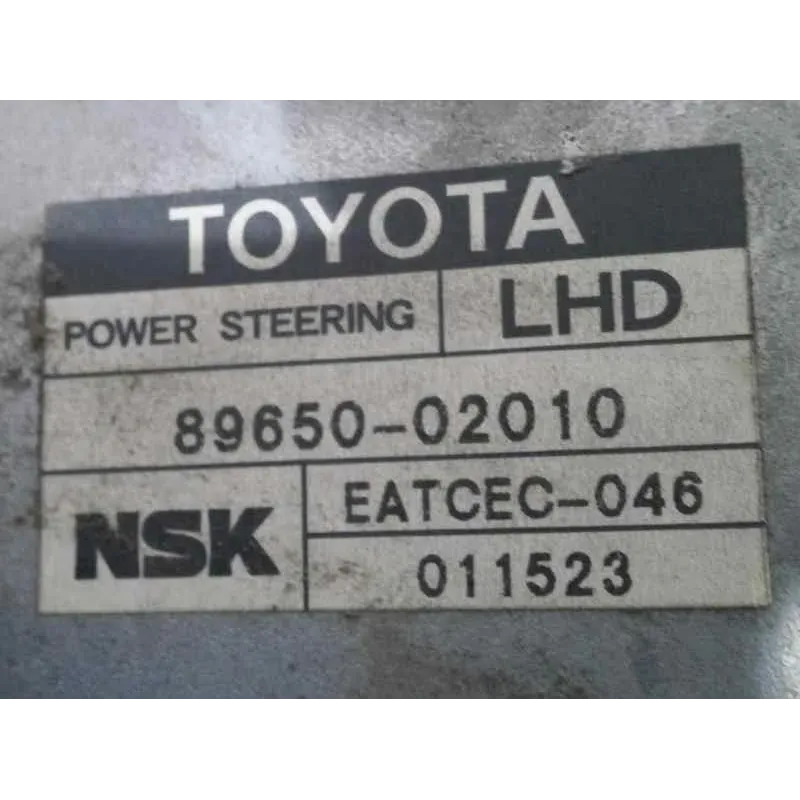 TOYOTA
POWER STEERING LHD
89650-02010
NSK EATCEC-046
011523